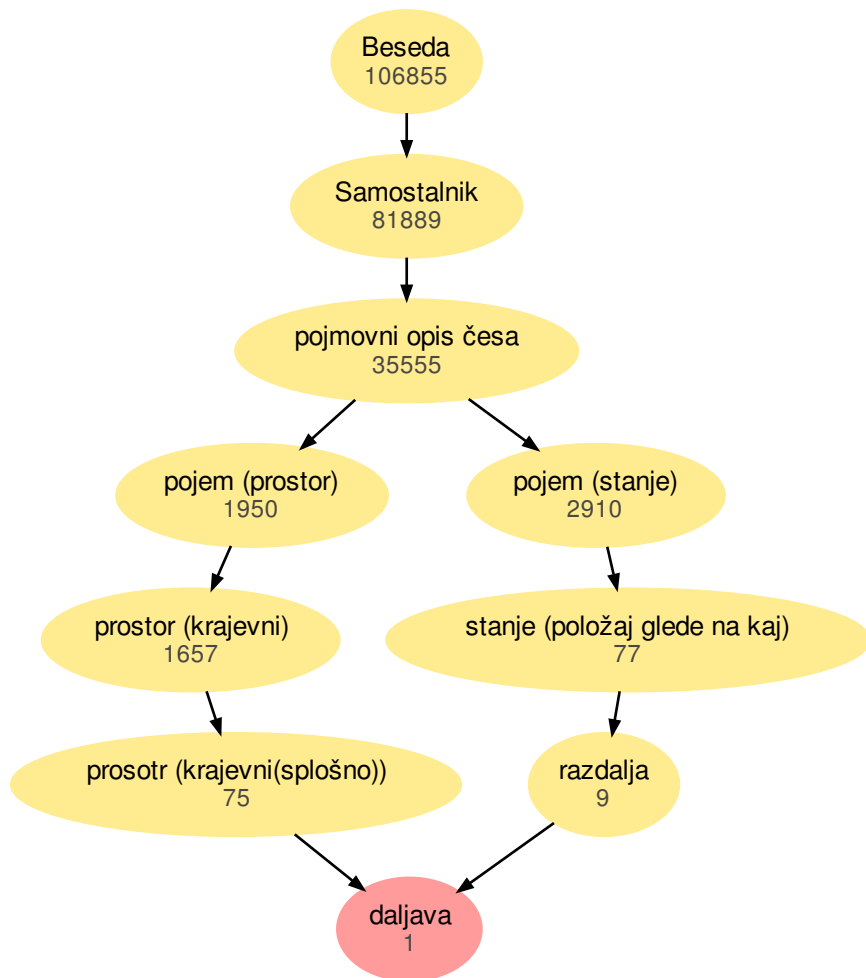 Beseda
106855
Samostalnik
81889
pojmovni opis česa
35555
pojem (prostor)
1950
pojem (stanje)
2910
prostor (krajevni)
1657
stanje (položaj glede na kaj)
77
prosotr (krajevni(splošno))
75
razdalja
9
daljava
1